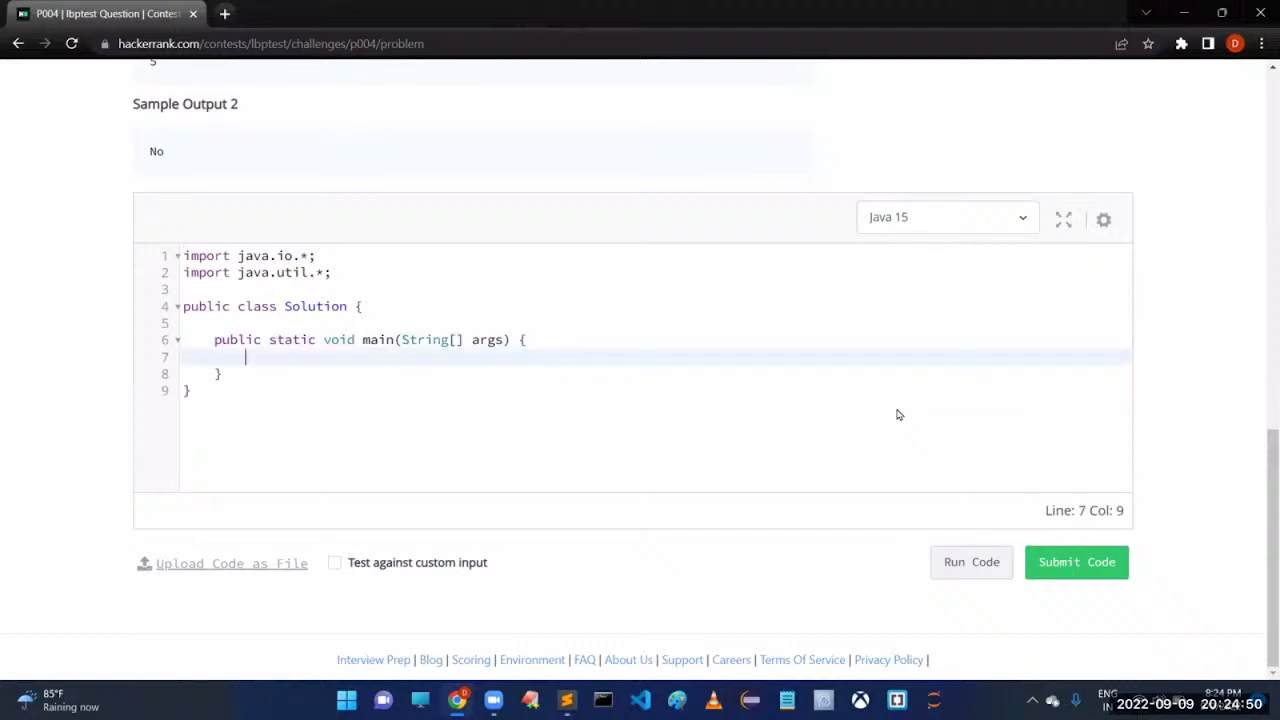 P004 | lbptest Question | Contes
hackerrank.com/contests/lbptest/challenges/p004/problem
D
5
Sample Output 2
No
Java 15
1 import java.io.*;
2 import java.util.*;
3
4 public class Solution {
5
6 public static void main(String[] args) {
7
8 }
9 }
Line: 7 Col: 9
Upload Code as File
Test against custom input
Run Code
Submit Code
Interview Prep | Blog | Scoring | Environment | FAQ | About Us | Support | Careers | Terms Of Service | Privacy Policy |
85°F
Raining now
ENG
IN
2022-09-09 20:24:50